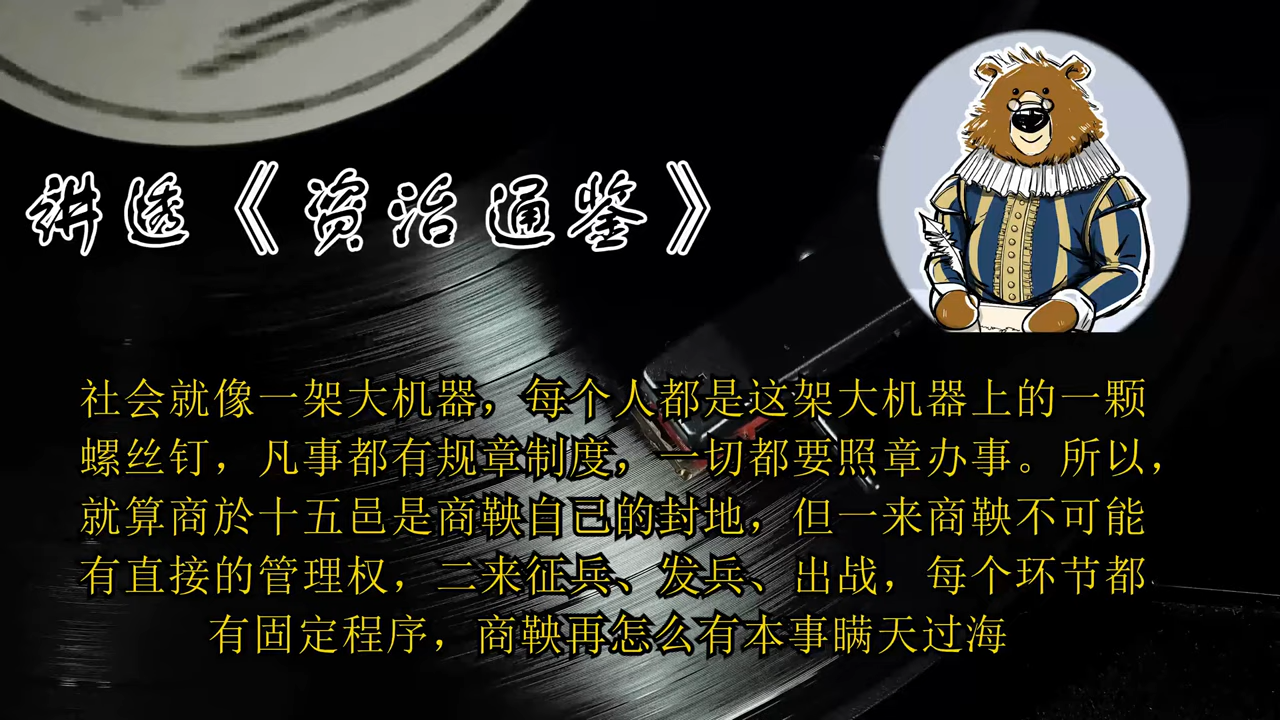 讲透《资治通鉴》
社会就像一架大机器，每个人都是这架大机器上的一颗
螺丝钉，凡事都有规章制度，一切都要照章办事。所以，
就算商於十五邑是商鞅自己的封地，但一来商鞅不可能
有直接的管理权，二来征兵、发兵、出战，每个环节都
有固定程序，商鞅再怎么有本事瞒天过海